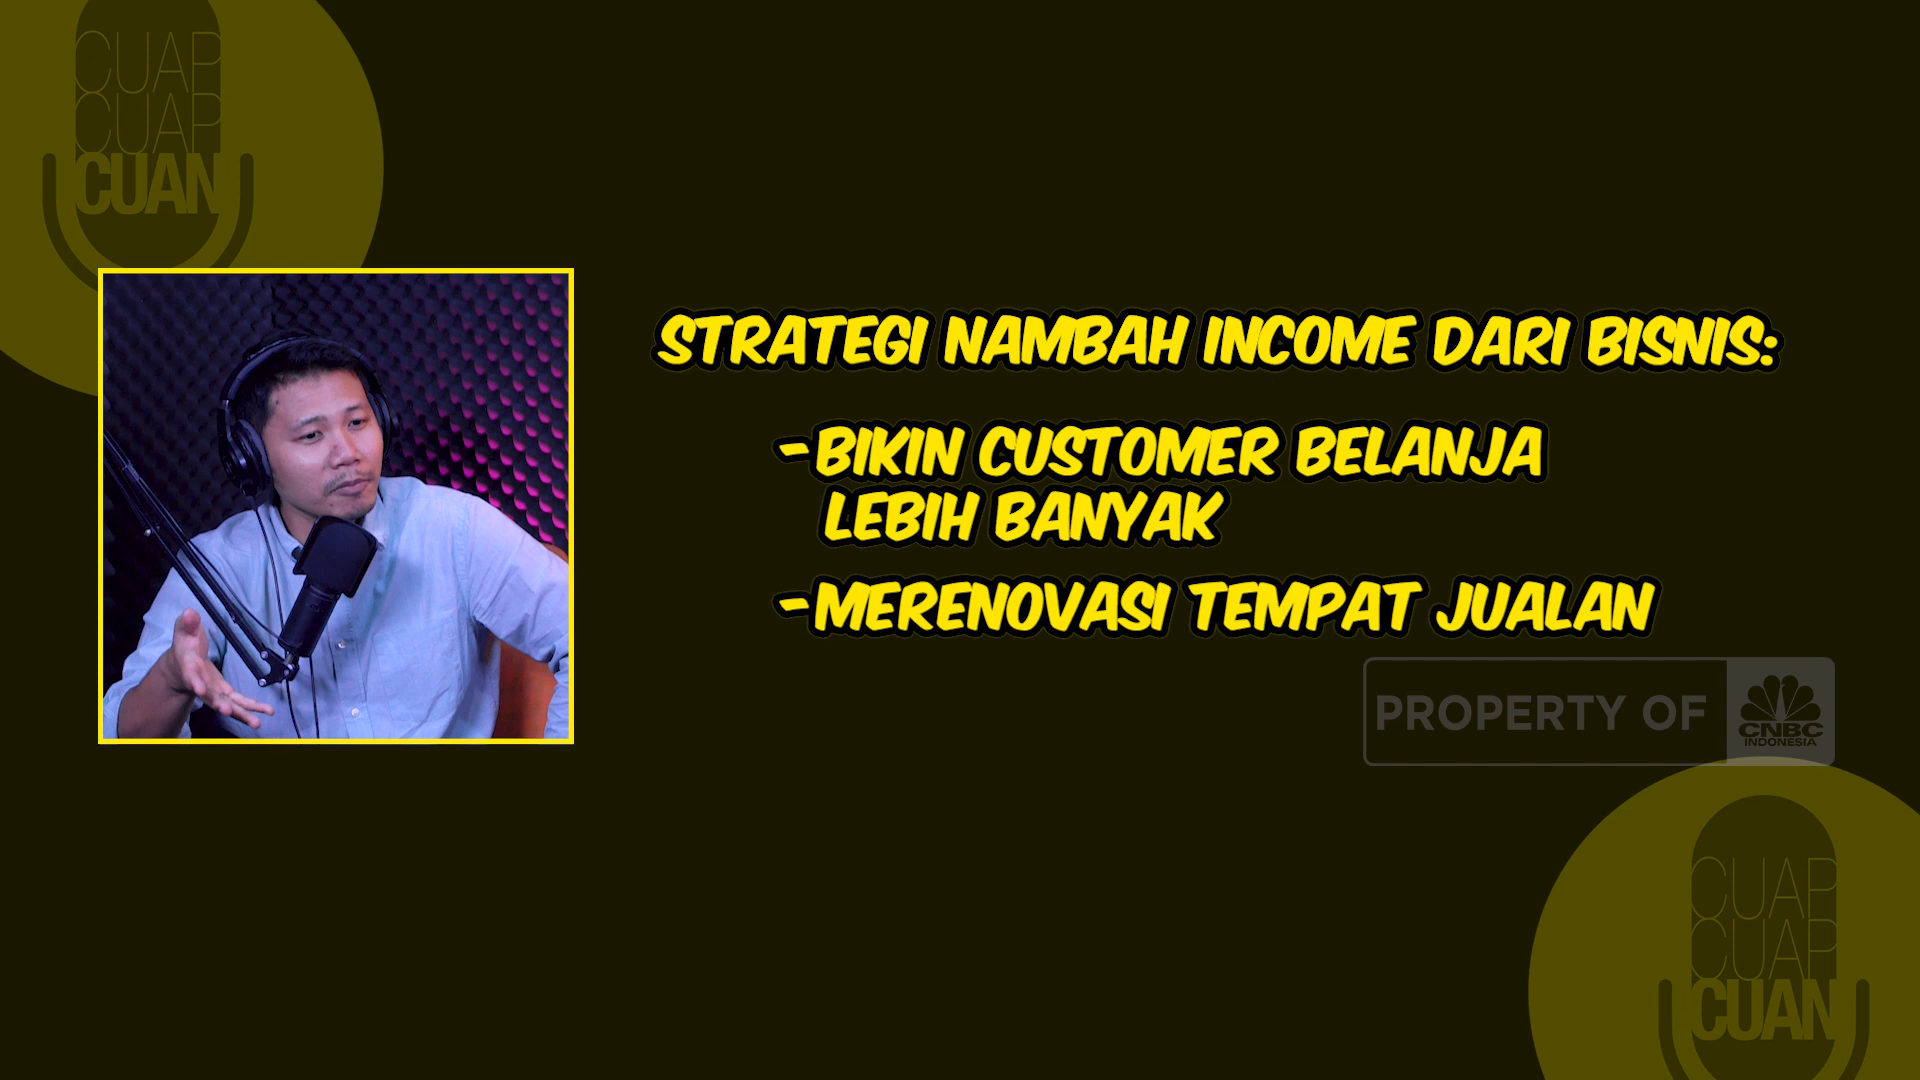 CUAP
CUAP
CUAN
STRATEGI NAMBAH INCOME DARI BISNIS:
-BIKIN CUSTOMER BELANJA
LEBIH BANYAK
-MERENOVASI TEMPAT JUALAN
PROPERTY OF
CNBC
INDONESIA
CUAP
CUAP
CUAN